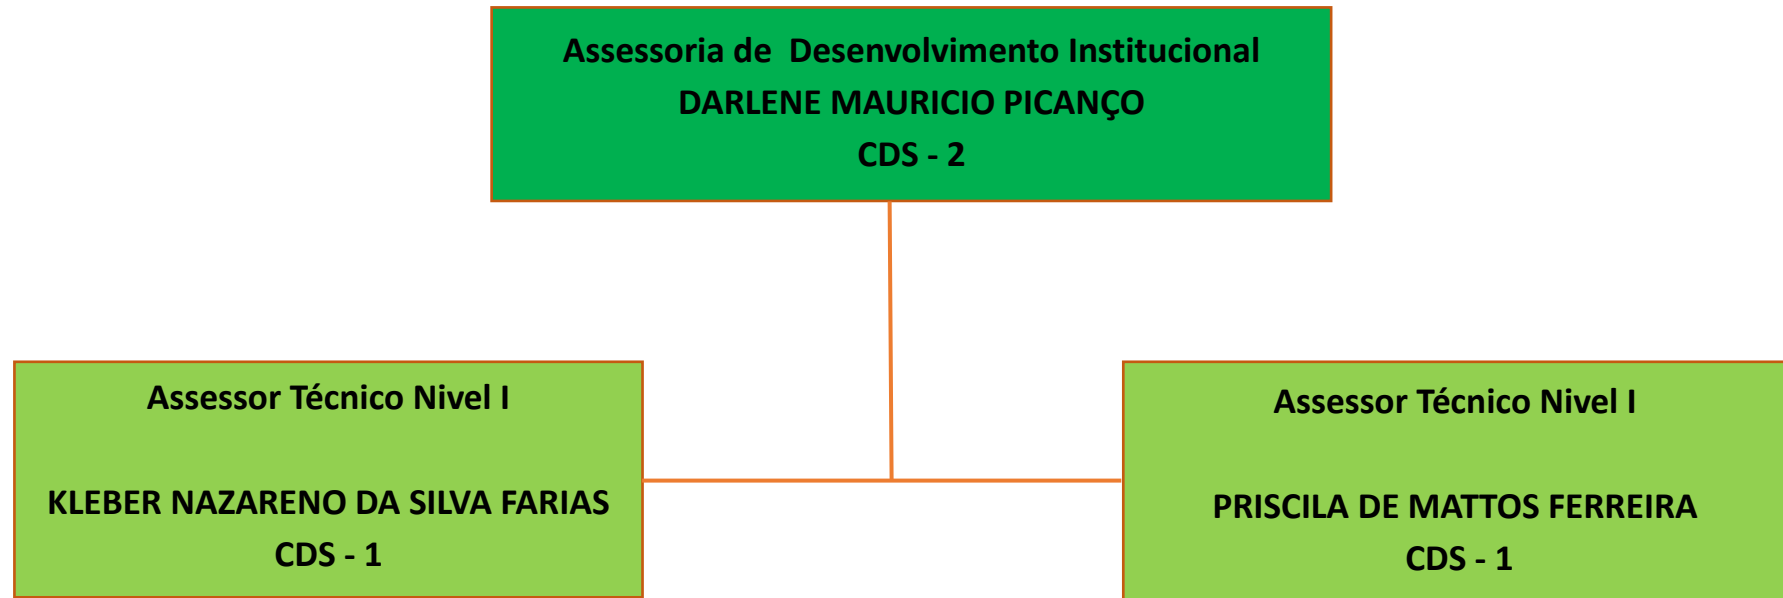 Assessoria de  Desenvolvimento Institucional
DARLENE MAURICIO PICANÇO
CDS - 2
Assessor Técnico Nivel I
KLEBER NAZARENO DA SILVA FARIAS
CDS - 1
Assessor Técnico Nivel I
PRISCILA DE MATTOS FERREIRA
CDS - 1